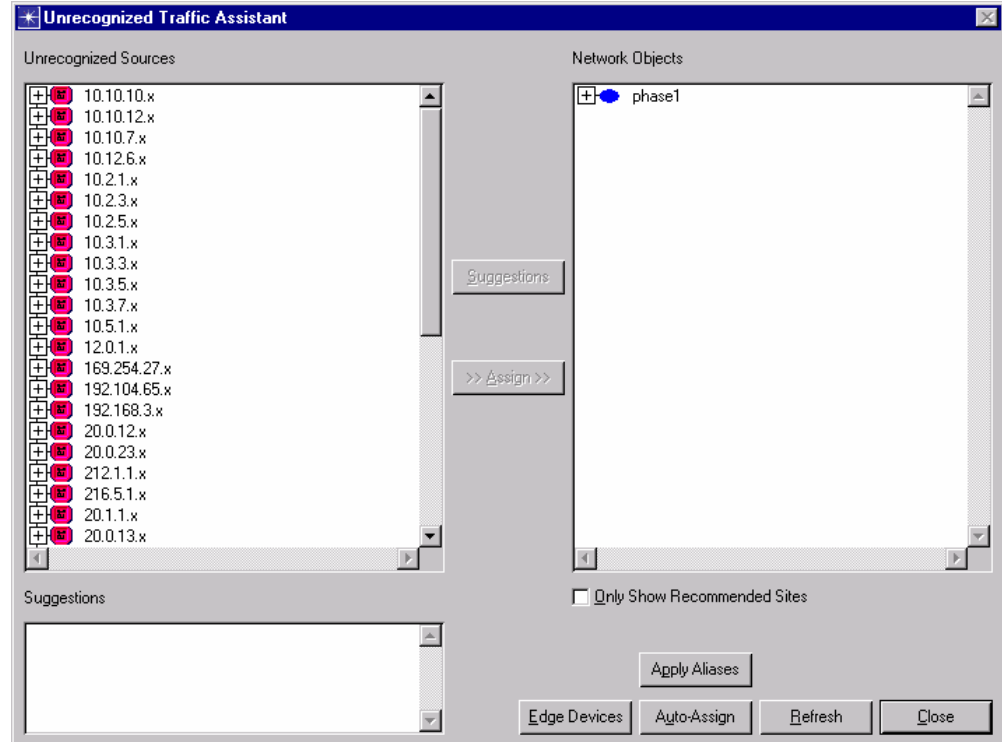 Unrecognized Traffic Assistant
Unrecognized Sources
Network Objects
10.10.10.x
10.10.12.x
10.10.7.x
10.12.6.x
10.2.1.x
10.2.3.x
10.2.5.x
10.3.1.x
10.3.3.x
10.3.5.x
10.3.7.x
10.5.1.x
12.0.1.x
169.254.27.x
192.104.65.x
192.168.3.x
20.0.12.x
20.0.23.x
212.1.1.x
216.5.1.x
20.1.1.x
20.0.13.x
phase1
Suggestions
>> Assign >>
Suggestions
Only Show Recommended Sites
Apply Aliases
Edge Devices
Auto-Assign
Refresh
Close